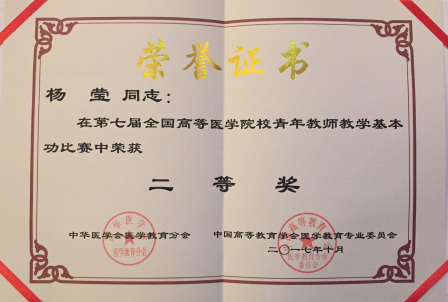 荣誉证书
杨 莹 同志：
在第七届全国高等医学院校青年教师教学基本
功比赛中荣获
二 等 奖
中华医学会医学教育分会 中国高等教育学会医学教育专业委员会
二〇一七年十月